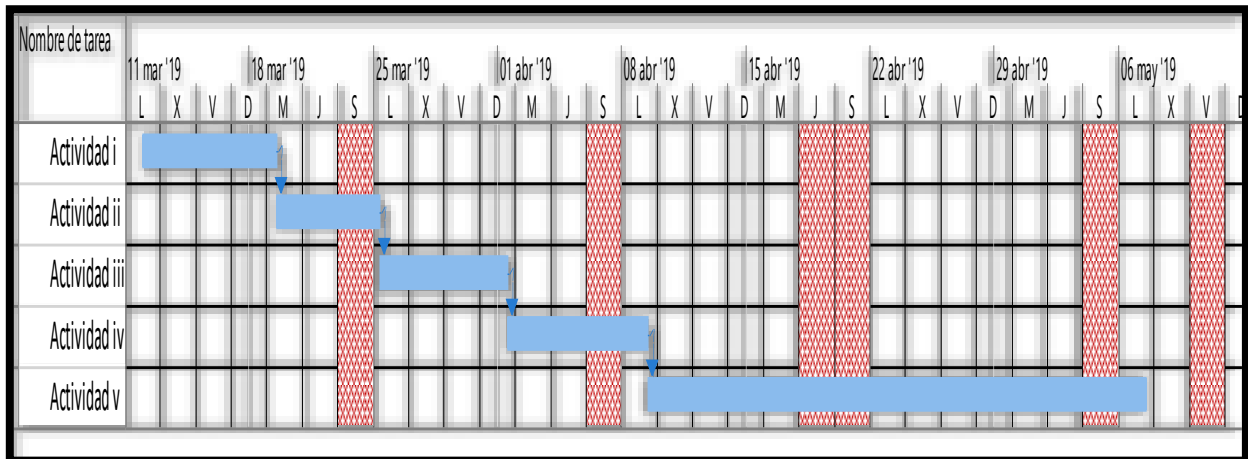 Nombre de tarea
11 mar '19 18 mar '19 25 mar '19 01 abr '19 08 abr '19 15 abr '19 22 abr '19 29 abr '19 06 may '19
L X V D M J S L X V D M J S L X V D M J S L X V D M J S L X V D
Actividad i
Actividad ii
Actividad iii
Actividad iv
Actividad v